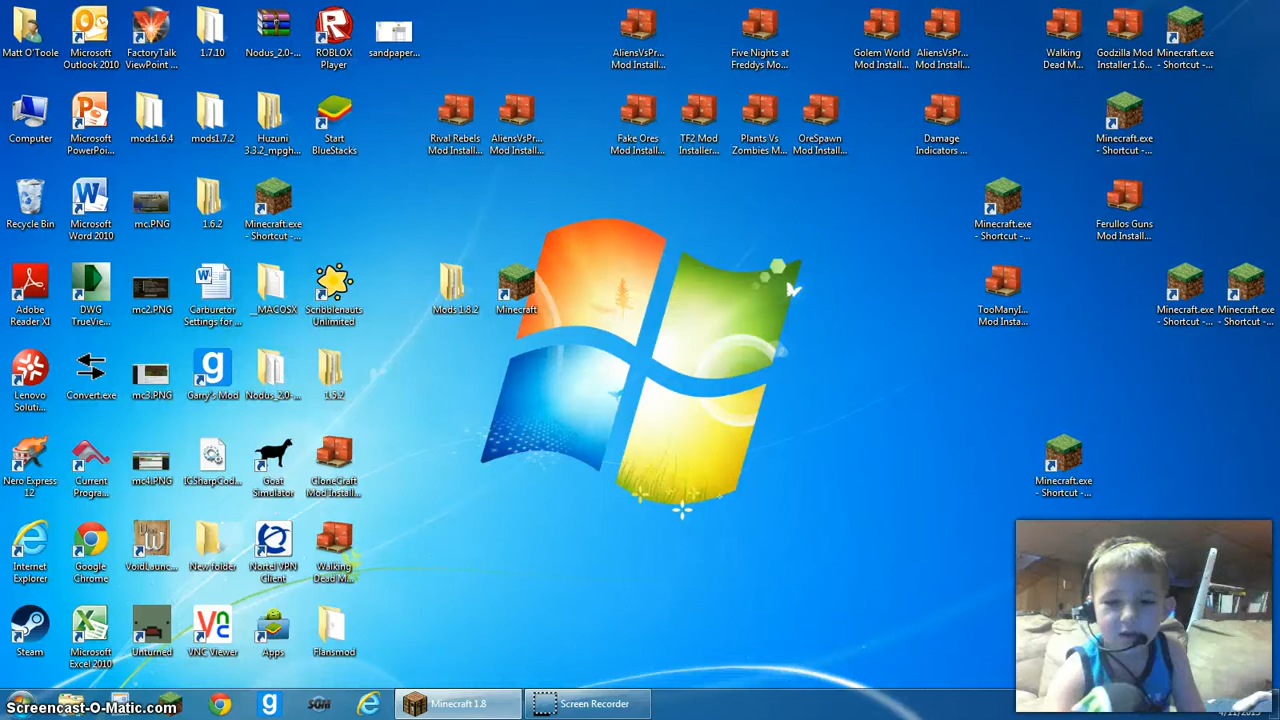 Matt O'Toole
Microsoft Outlook 2010
FactoryTalk ViewPoint ...
1.7.10
Nodus_2.0-...
ROBLOX Player
sandpaper...
AliensVsPr... Mod Install...
Five Nights at Freddys Mo...
Golem World Mod Install...
AliensVsPr... Mod Install...
Walking Dead M...
Godzilla Mod Installer 1.6...
Minecraft.exe - Shortcut -...
Computer
Microsoft PowerPoi...
mods1.6.4
mods1.7.2
Huzuni 3.3.2_mpgh...
Start BlueStacks
Rival Rebels Mod Install...
AliensVsPr... Mod Install...
Fake Ores Mod Install...
TF2 Mod Installer...
Plants Vs Zombies M...
OreSpawn Mod Install...
Damage Indicators ...
Minecraft.exe - Shortcut -...
Recycle Bin
Microsoft Word 2010
mc.PNG
1.6.2
Minecraft.exe - Shortcut -...
Minecraft.exe - Shortcut -...
Ferullos Guns Mod Install...
Adobe Reader XI
DWG TrueVie...
mc2.PNG
Carburetor Settings for ...
__MACOSX
Scribblenauts Unlimited
Mods 1.8.2
Minecraft
TooManyI... Mod Insta...
Minecraft.exe - Shortcut -...
Minecraft.exe - Shortcut -...
Lenovo Soluti...
Convert.exe
mc3.PNG
Garry's Mod
Nodus_2.0-...
1.5.2
Nero Express 12
Current Progra...
mc4.PNG
ICSharpCod...
Goat Simulator
CloneCraft Mod Install...
Minecraft.exe - Shortcut -...
Internet Explorer
Google Chrome
VoidLaunc...
New folder
Nortel VPN Client
Walking Dead M...
Steam
Microsoft Excel 2010
Unturned
VNC Viewer
Apps
Flansmod
Minecraft 1.8
Screen Recorder
Screencast-O-Matic.com